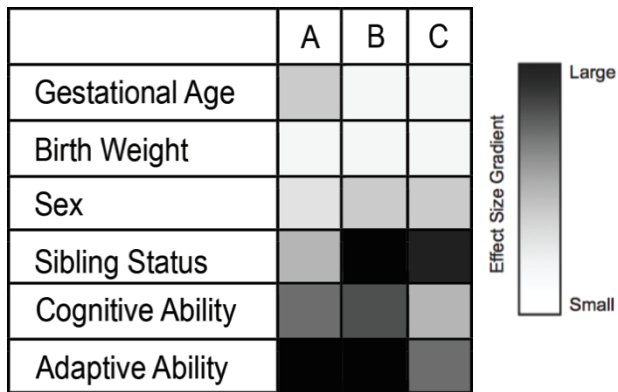 A B C
Gestational Age
Birth Weight
Sex
Sibling Status
Cognitive Ability
Adaptive Ability
Large
Effect Size Gradient
Small